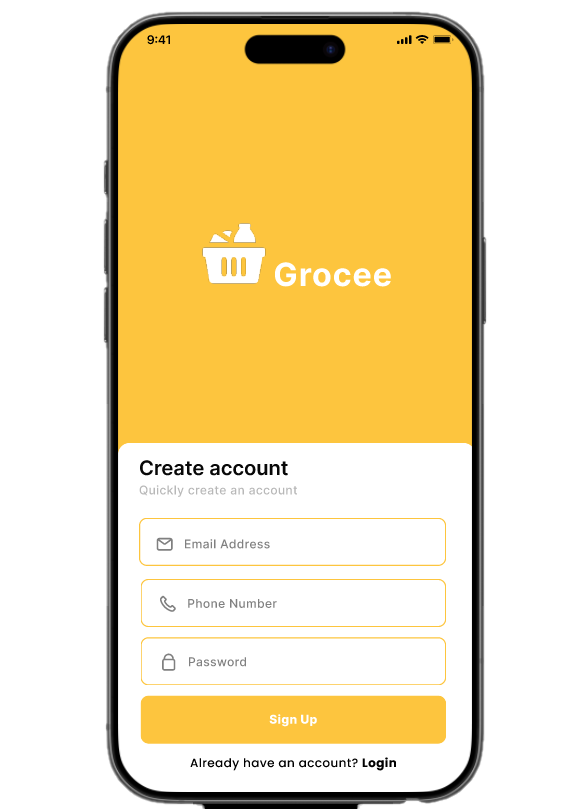 9:41
Grocee
Create account
Quickly create an account
Email Address
Phone Number
Password
Sign Up
Already have an account? Login